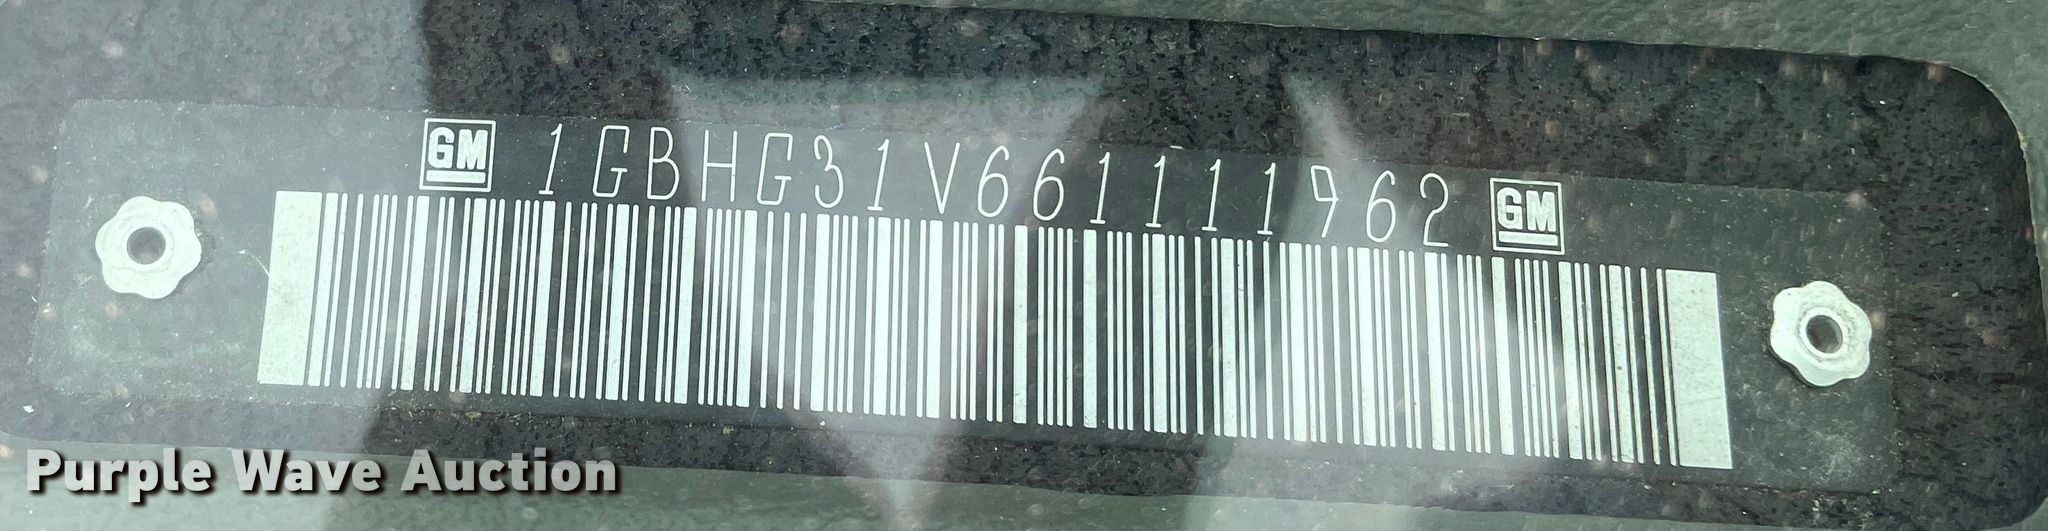 GM 1GBHG31V661111962 GM
Purple Wave Auction